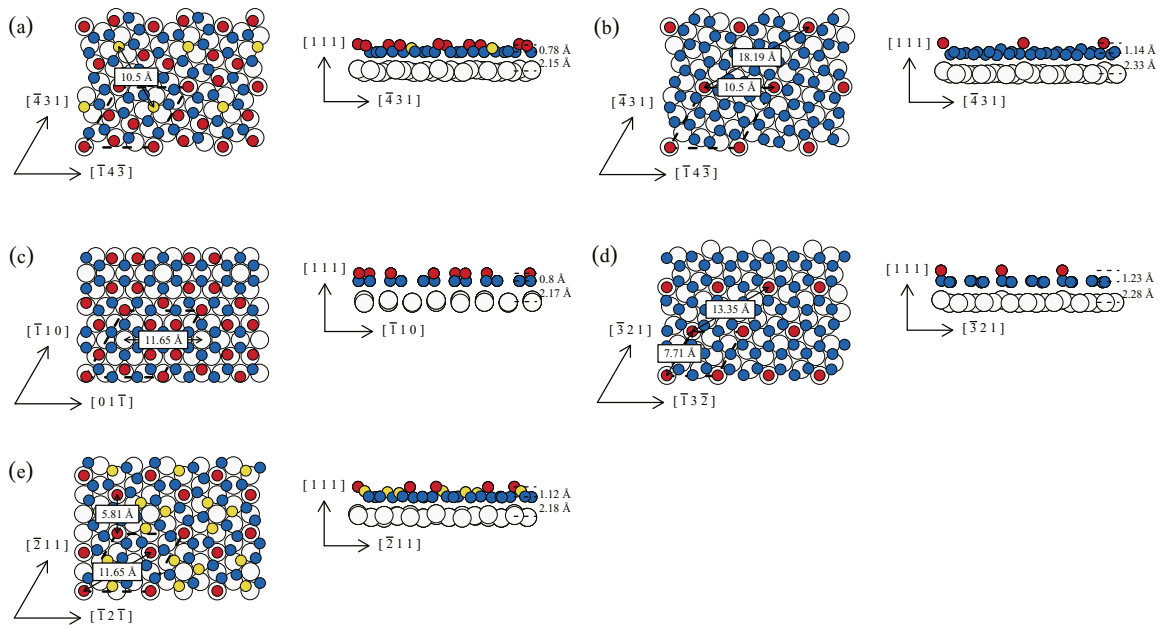 (a)
[1 1 1]
0.78 Å
2.15 Å
10.5 Å
[4̅ 3 1]
[4̅ 3 1]
[1̅ 4 3̅]
(b)
[1 1 1]
1.14 Å
2.33 Å
18.19 Å
10.5 Å
[4̅ 3 1]
[4̅ 3 1]
[1̅ 4 3̅]
(c)
[1 1 1]
0.8 Å
2.17 Å
[1̅ 1 0]
11.65 Å
[1̅ 1 0]
[0 1 1̅]
(d)
[1 1 1]
1.23 Å
2.28 Å
13.35 Å
7.71 Å
[3̅ 2 1]
[3̅ 2 1]
[1̅ 3 2̅]
(e)
[1 1 1]
1.12 Å
2.18 Å
5.81 Å
11.65 Å
[2̅ 1 1]
[2̅ 1 1]
[1̅ 2 1̅]